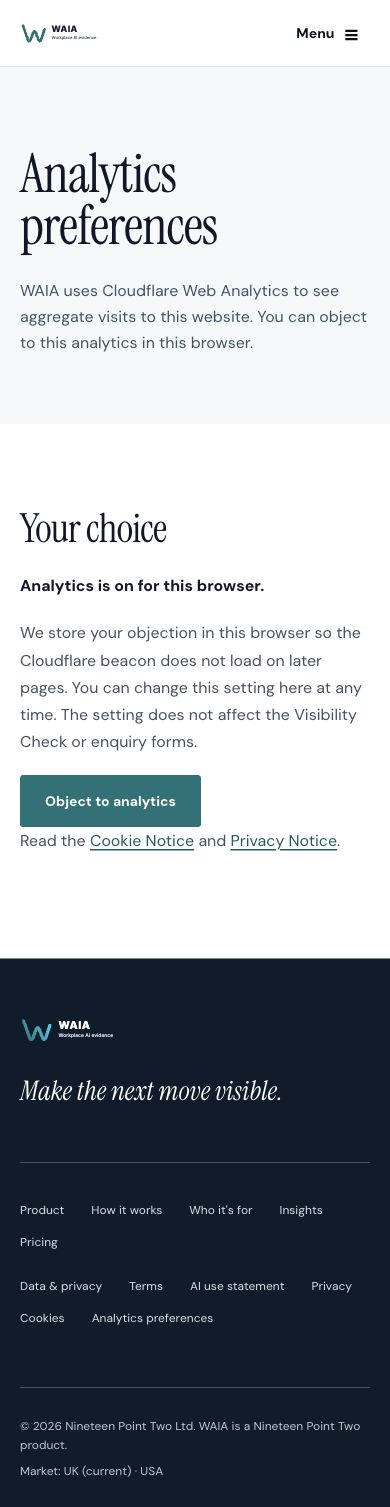 WAIA
Workplace AI evidence
Menu
Analytics
preferences
WAIA uses Cloudflare Web Analytics to see
aggregate visits to this website. You can object
to this analytics in this browser.
Your choice
Analytics is on for this browser.
We store your objection in this browser so the
Cloudflare beacon does not load on later
pages. You can change this setting here at any
time. The setting does not affect the Visibility
Check or enquiry forms.
Object to analytics
Read the Cookie Notice and Privacy Notice.
WAIA
Workplace AI evidence
Make the next move visible.
Product How it works Who it's for Insights
Pricing
Data & privacy Terms AI use statement Privacy
Cookies Analytics preferences
© 2026 Nineteen Point Two Ltd. WAIA is a Nineteen Point Two
product.
Market: UK (current) · USA